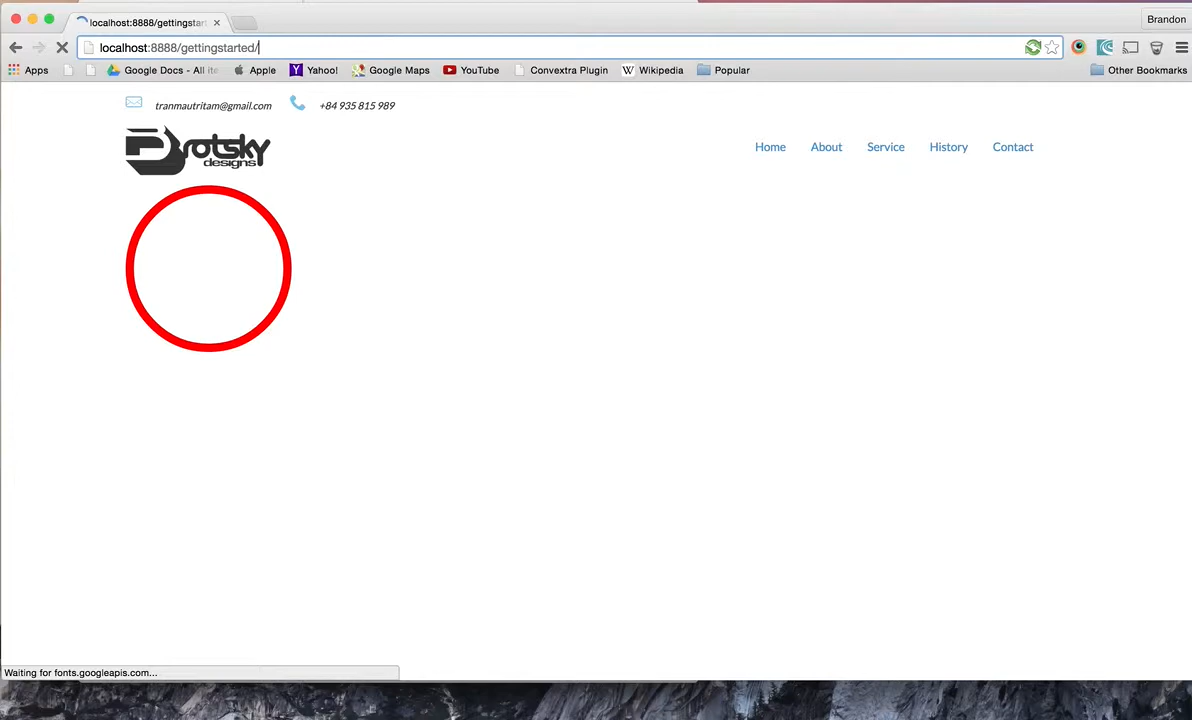 localhost:8888/gettingstar
Brandon
localhost:8888/gettingstarted/
Apps Google Docs - All ite Apple Yahoo! Google Maps YouTube Convextra Plugin Wikipedia Popular Other Bookmarks
tranmautritam@gmail.com +84 935 815 989
Brotsky
designs
Home About Service History Contact
Waiting for fonts.googleapis.com...